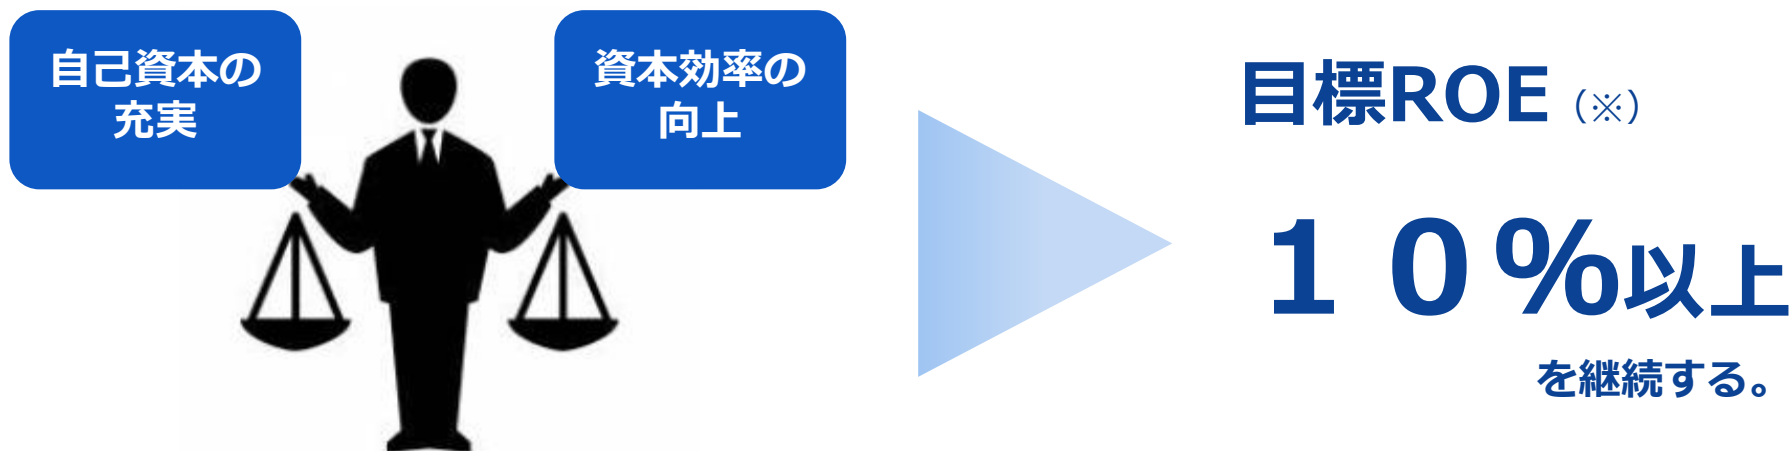 自己資本の
充実
資本効率の
向上
目標ROE（※）
１０％以上
を継続する。